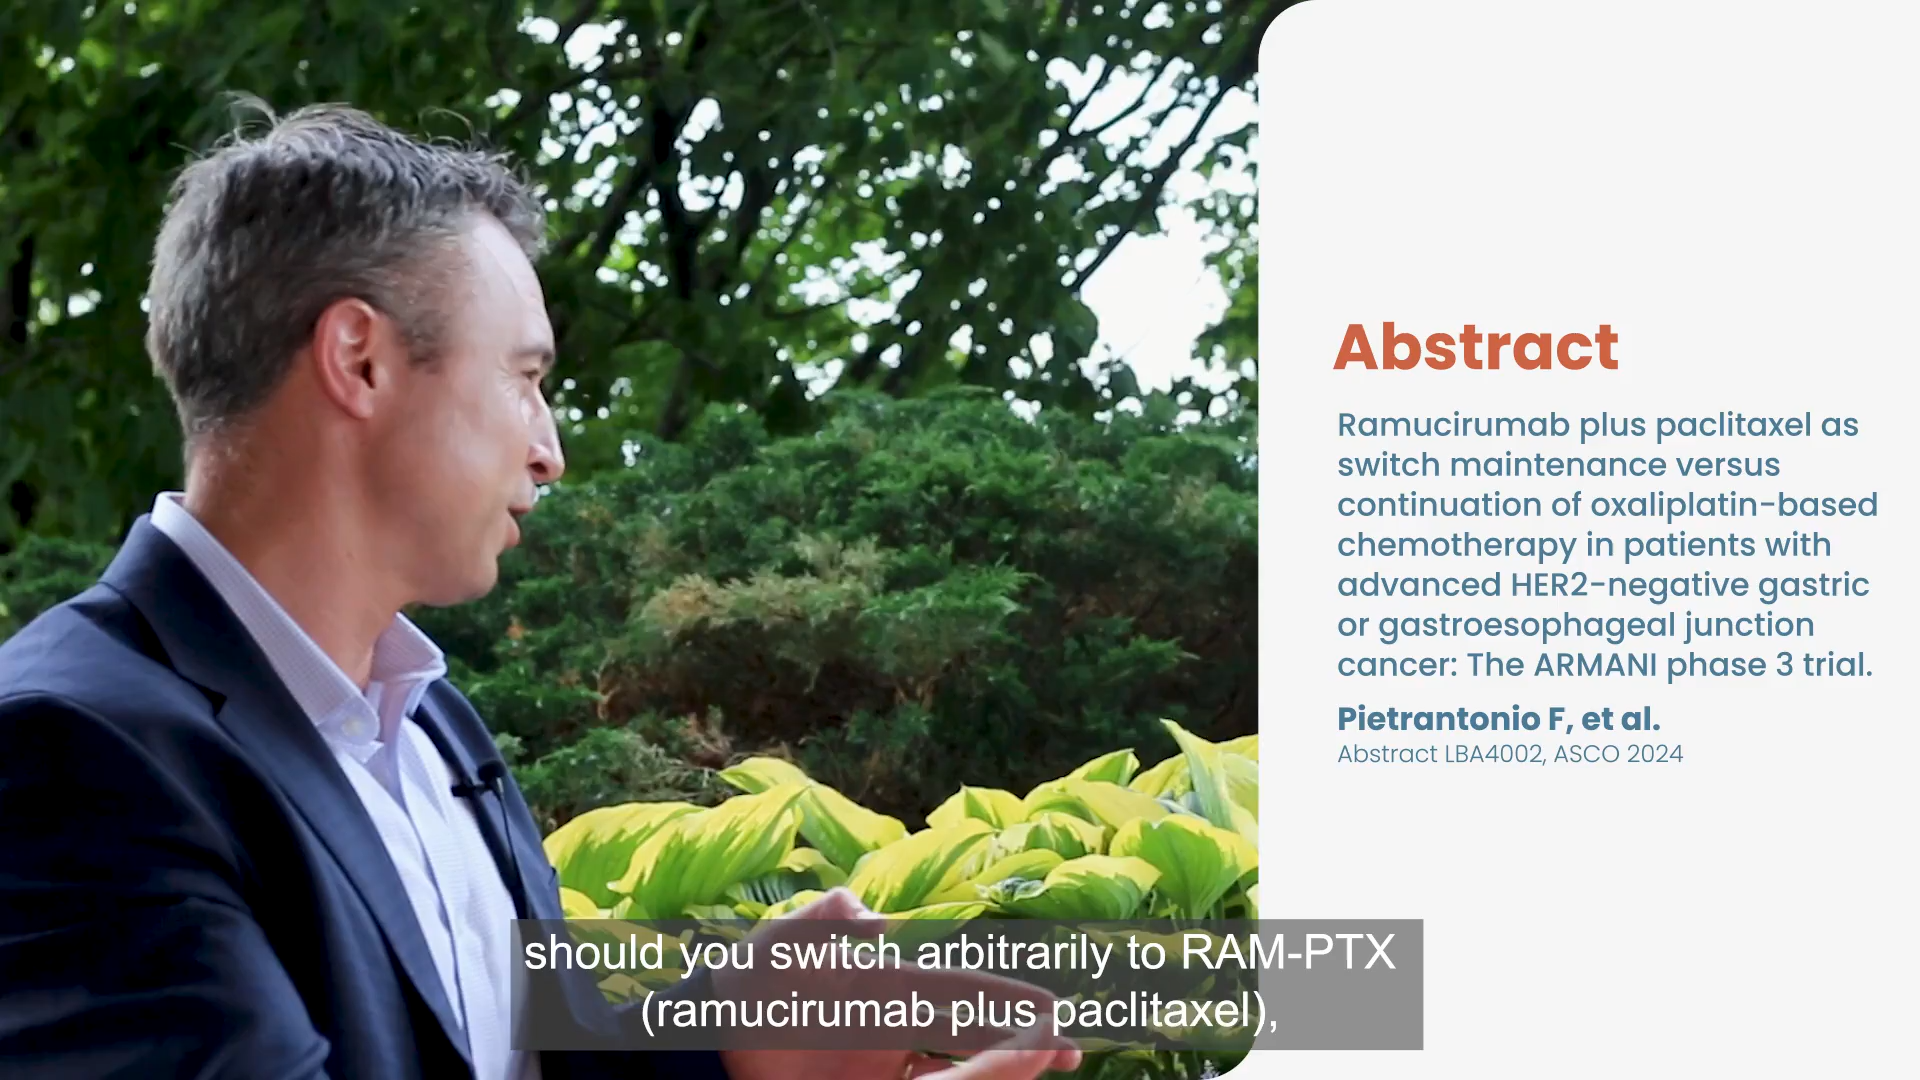 Abstract
Ramucirumab plus paclitaxel as
switch maintenance versus
continuation of oxaliplatin-based
chemotherapy in patients with
advanced HER2-negative gastric
or gastroesophageal junction
cancer: The ARMANI phase 3 trial.
Pietrantonio F, et al.
Abstract LBA4002, ASCO 2024
should you switch arbitrarily to RAM-PTX
(ramucirumab plus paclitaxel),